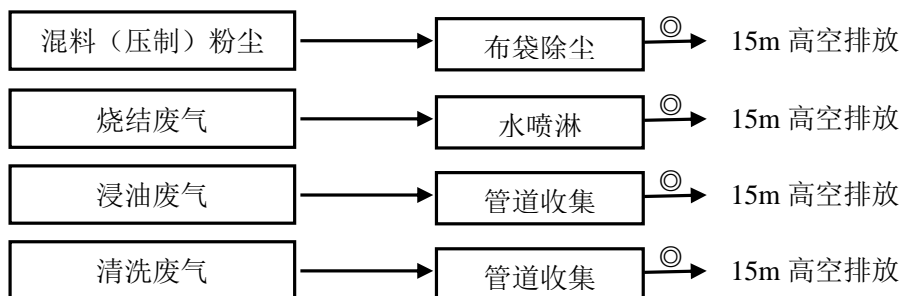 混料（压制）粉尘 布袋除尘 ◎ 15m 高空排放
烧结废气 水喷淋 ◎ 15m 高空排放
浸油废气 管道收集 ◎ 15m 高空排放
清洗废气 管道收集 ◎ 15m 高空排放